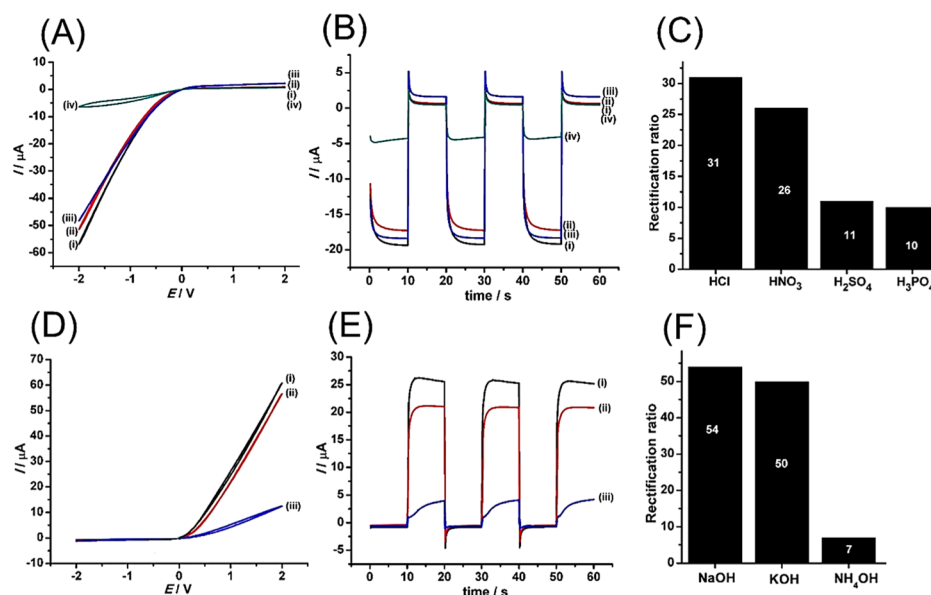 (A)
10
0
-10
-20
-30
-40
-50
-60
I / µA
-2
-1
0
1
2
E / V
(iv)
(iii)
(ii)
(i)
(iii
(ii)
(i)
(iv)
(B)
5
0
-5
-10
-15
-20
I / µA
0
10
20
30
40
50
60
time / s
(iii)
(ii)
(i)
(iv)
(iv)
(ii)
(iii)
(i)
(C)
30
25
20
15
10
5
0
Rectification ratio
31
26
11
10
HCl
HNO3
H2SO4
H3PO4
(D)
70
60
50
40
30
20
10
0
-10
I / µA
-2
-1
0
1
2
E / V
(i)
(ii)
(iii)
(E)
30
25
20
15
10
5
0
-5
I / µA
0
10
20
30
40
50
60
time / s
(i)
(ii)
(iii)
(F)
50
40
30
20
10
0
Rectification ratio
54
50
7
NaOH
KOH
NH4OH